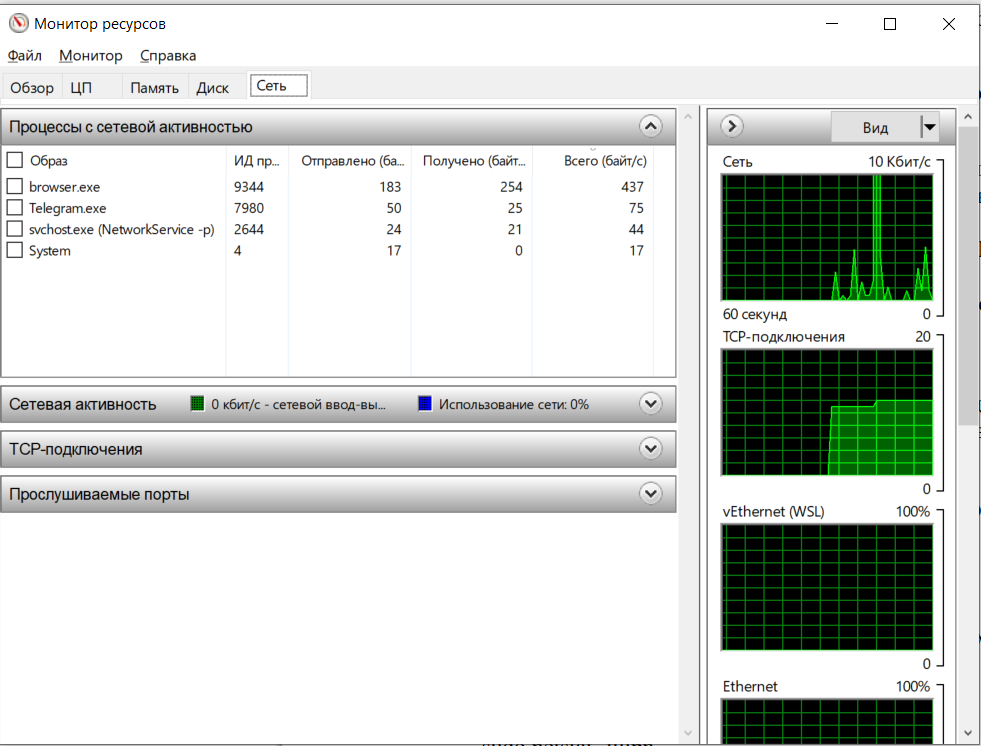 Монитор ресурсов
Файл Монитор Справка
Обзор ЦП Память Диск Сеть
Процессы с сетевой активностью
Образ ИД пр... Отправлено (ба... Получено (байт... Всего (байт/с)
browser.exe 9344 183 254 437
Telegram.exe 7980 50 25 75
svchost.exe (NetworkService -p) 2644 24 21 44
System 4 17 0 17
Сетевая активность 0 кбит/с - сетевой ввод-вы... Использование сети: 0%
TCP-подключения
Прослушиваемые порты
Вид
Сеть 10 Кбит/с
60 секунд 0
TCP-подключения 20
0
vEthernet (WSL) 100%
0
Ethernet 100%